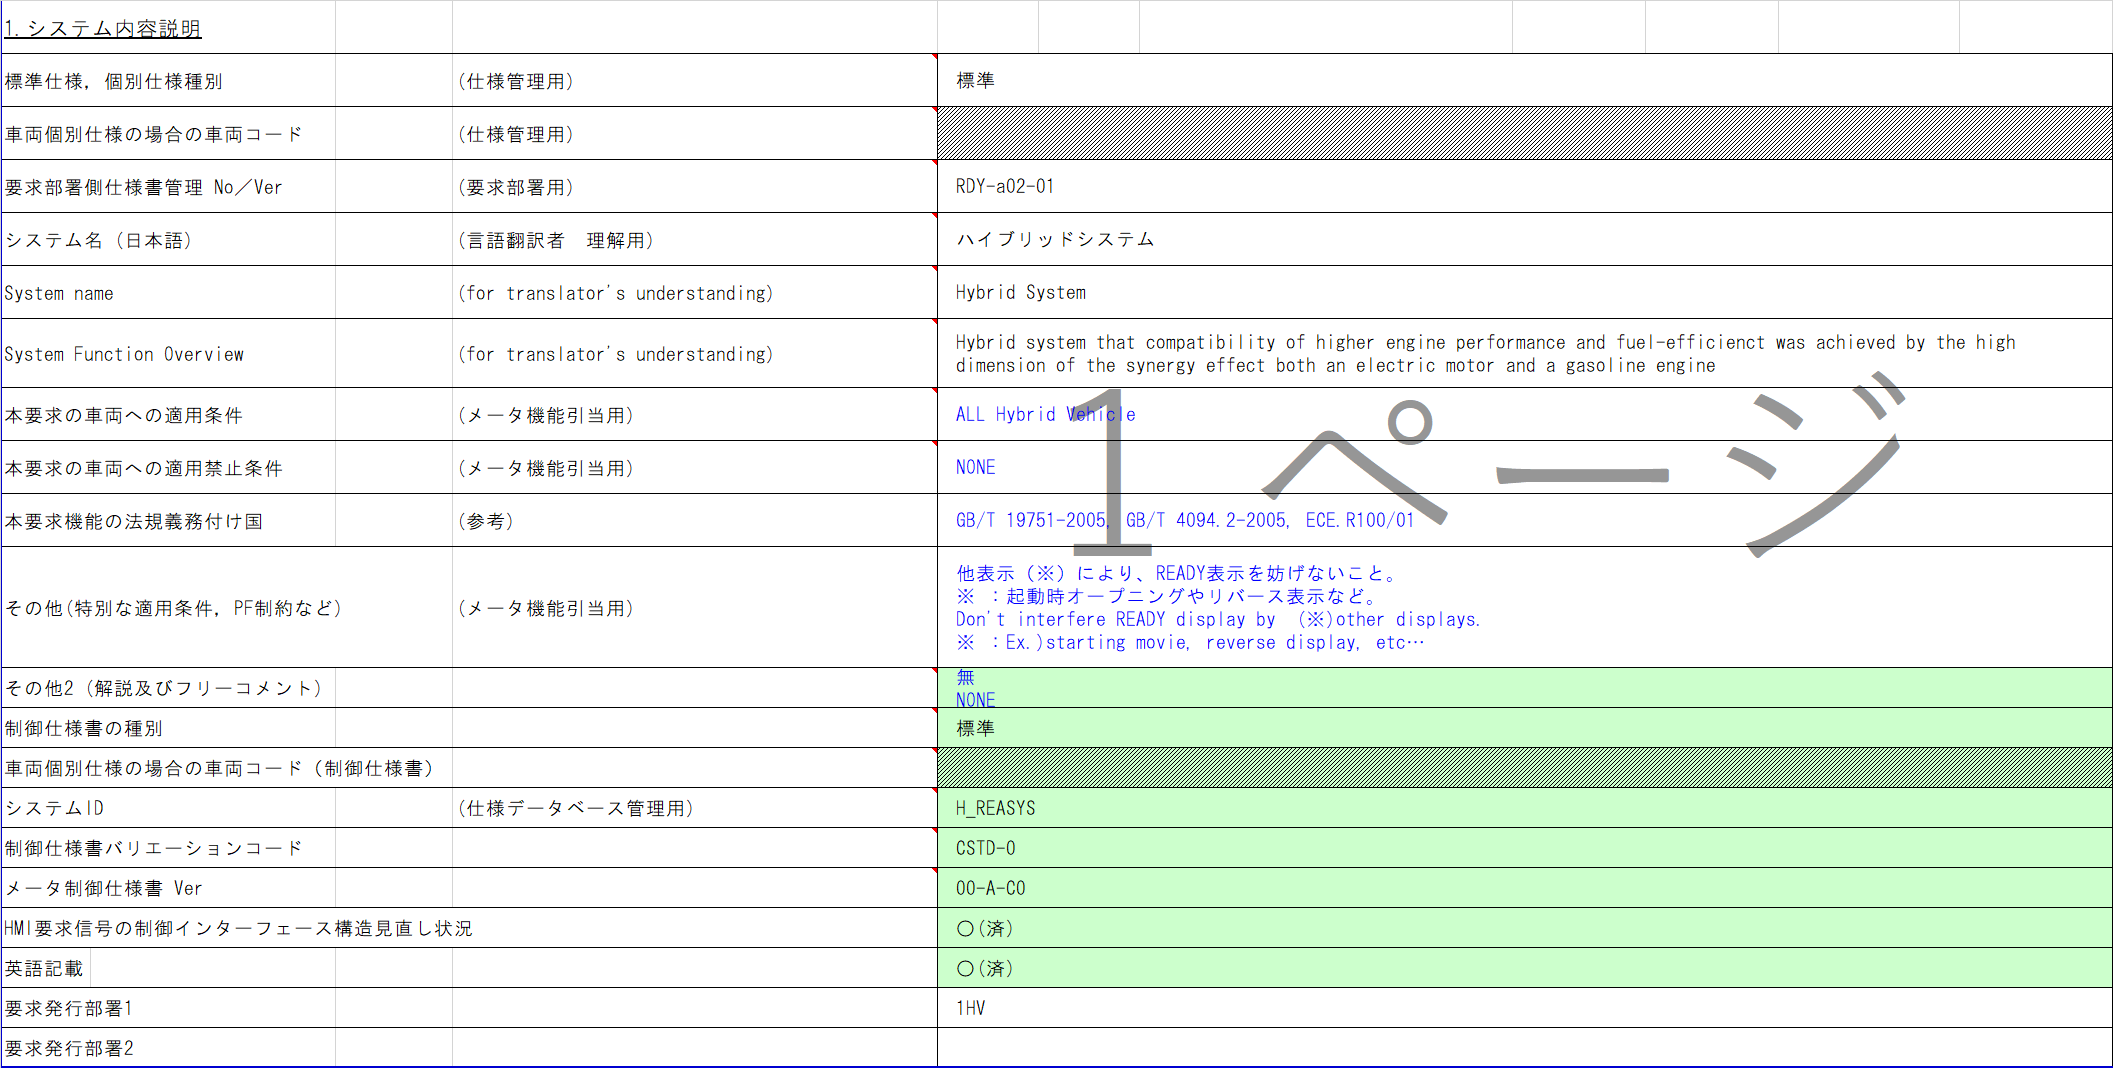 1.システム内容説明
標準仕様，個別仕様種別 (仕様管理用) 標準
車両個別仕様の場合の車両コード (仕様管理用)
要求部署側仕様書管理 No／Ver (要求部署用) RDY-a02-01
システム名（日本語） (言語翻訳者　理解用) ハイブリッドシステム
System name (for translator's understanding) Hybrid System
System Function Overview (for translator's understanding) Hybrid system that compatibility of higher engine performance and fuel-efficienct was achieved by the high
dimension of the synergy effect both an electric motor and a gasoline engine
本要求の車両への適用条件 (メータ機能引当用) ALL Hybrid Vehicle
本要求の車両への適用禁止条件 (メータ機能引当用) NONE
本要求機能の法規義務付け国 (参考) GB/T 19751-2005, GB/T 4094.2-2005, ECE.R100/01
1 ページ
その他(特別な適用条件，PF制約など) (メータ機能引当用) 他表示（※）により、READY表示を妨げないこと。
※ ：起動時オープニングやリバース表示など。
Don't interfere READY display by (※)other displays.
※ ：Ex.)starting movie, reverse display, etc…
その他2（解説及びフリーコメント） 無
NONE
制御仕様書の種別 標準
車両個別仕様の場合の車両コード（制御仕様書）
システムID (仕様データベース管理用) H_REASYS
制御仕様書バリエーションコード CSTD-0
メータ制御仕様書 Ver 00-A-C0
HMI要求信号の制御インターフェース構造見直し状況 〇(済)
英語記載 〇(済)
要求発行部署1 1HV
要求発行部署2